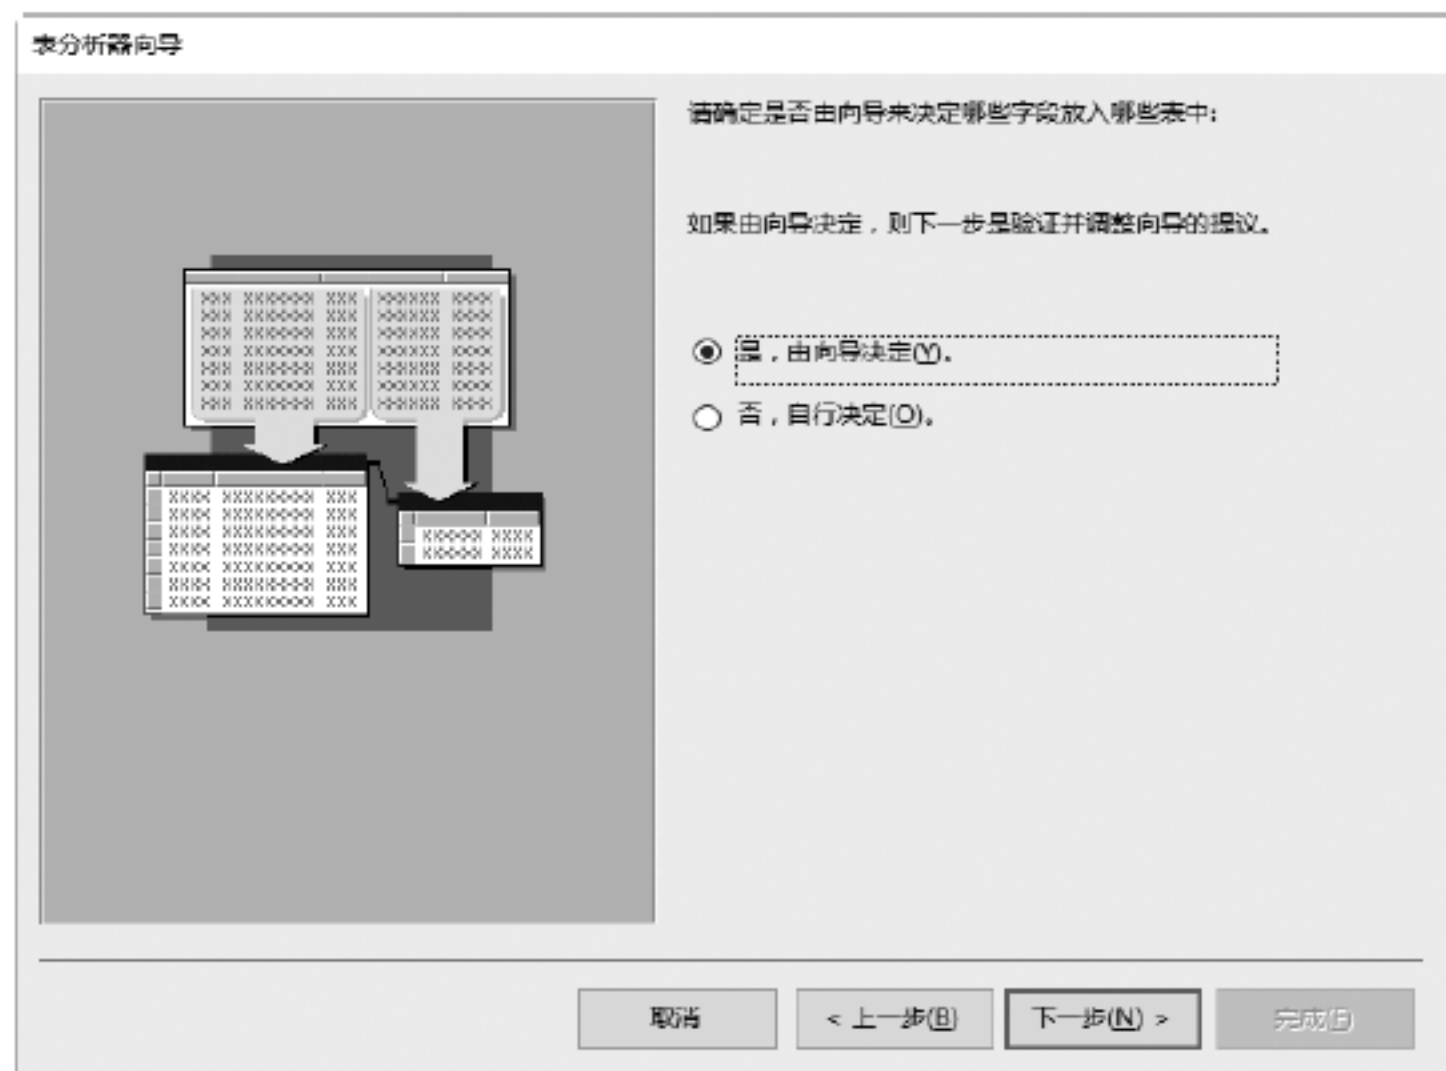 表分析器向导
请确定是否由向导来决定哪些字段放入哪些表中:
如果由向导决定，则下一步是验证并调整向导的提议。
是，由向导决定(Y)。
否，自行决定(O)。
取消
< 上一步(B)
下一步(N) >
完成(F)